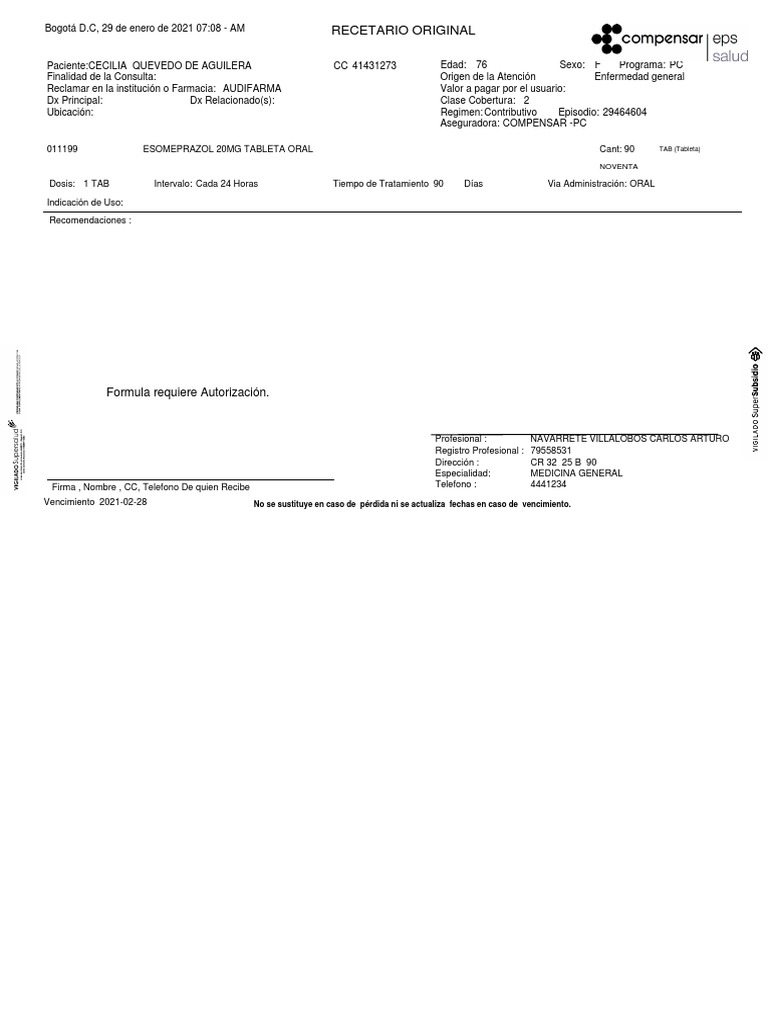 Bogotá D.C, 29 de enero de 2021 07:08 - AM
RECETARIO ORIGINAL
compensar eps salud
Paciente:CECILIA QUEVEDO DE AGUILERA CC 41431273 Edad: 76 Sexo: F Programa: PC
Finalidad de la Consulta: Origen de la Atención Enfermedad general
Reclamar en la institución o Farmacia: AUDIFARMA Valor a pagar por el usuario:
Dx Principal: Dx Relacionado(s): Clase Cobertura: 2
Ubicación: Regimen: Contributivo Episodio: 29464604
Aseguradora: COMPENSAR -PC
011199 ESOMEPRAZOL 20MG TABLETA ORAL Cant: 90 TAB (Tableta)
NOVENTA
Dosis: 1 TAB Intervalo: Cada 24 Horas Tiempo de Tratamiento 90 Días Via Administración: ORAL
Indicación de Uso:
Recomendaciones :
Formula requiere Autorización.
VIGILADO Supersalud
VIGILADO SuperSubsidio
Profesional : NAVARRETE VILLALOBOS CARLOS ARTURO
Registro Profesional : 79558531
Dirección : CR 32 25 B 90
Especialidad: MEDICINA GENERAL
Telefono : 4441234
Firma , Nombre , CC, Telefono De quien Recibe
Vencimiento 2021-02-28
No se sustituye en caso de pérdida ni se actualiza fechas en caso de vencimiento.